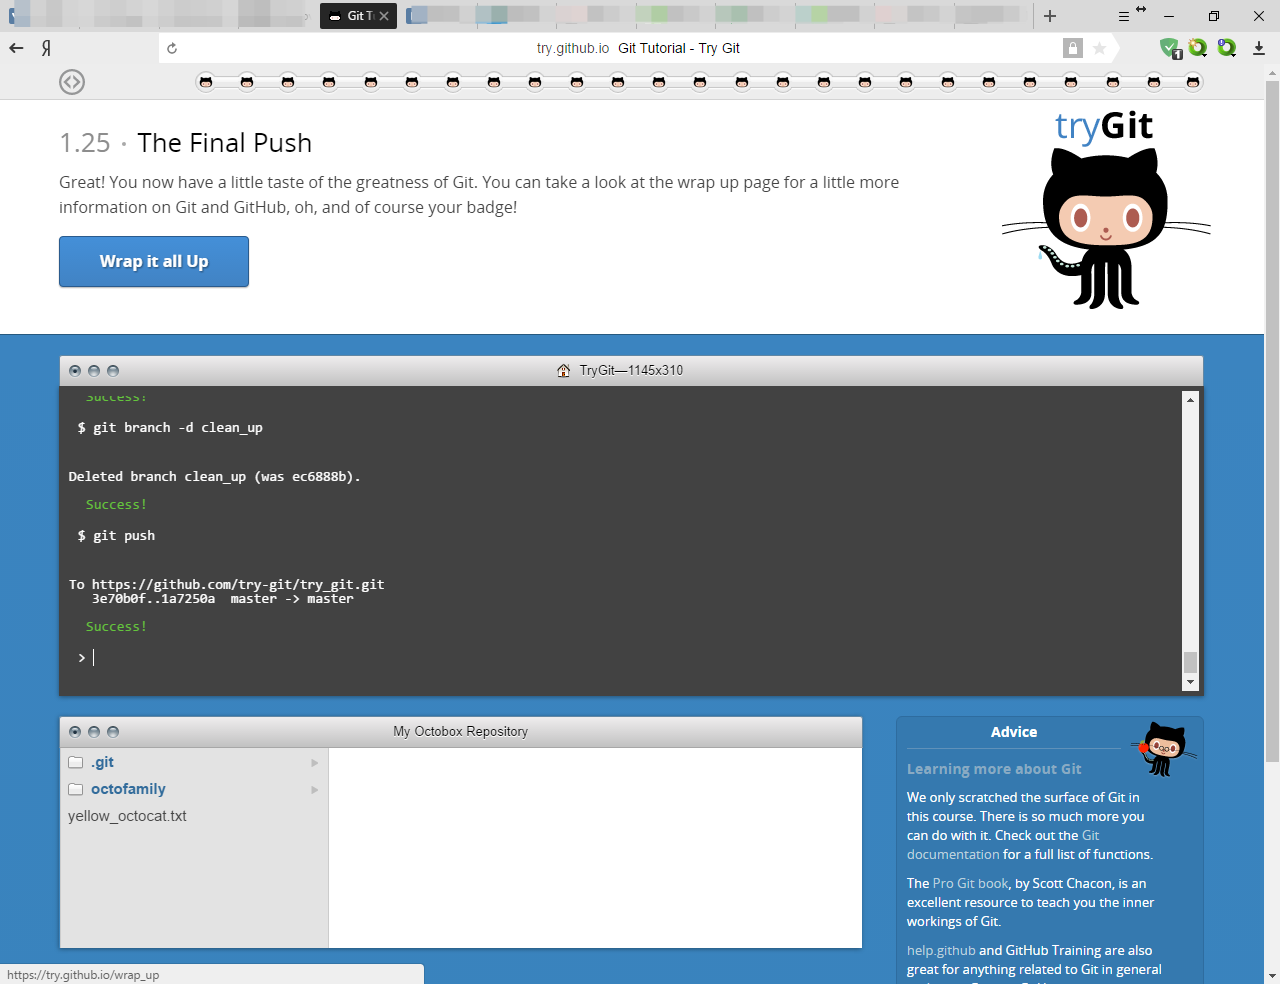 Git T
try.github.io Git Tutorial - Try Git
1
1.25 · The Final Push
tryGit
Great! You now have a little taste of the greatness of Git. You can take a look at the wrap up page for a little more
information on Git and GitHub, oh, and of course your badge!
Wrap it all Up
TryGit—1145x310
Success!
$ git branch -d clean_up
Deleted branch clean_up (was ec6888b).
Success!
$ git push
To https://github.com/try-git/try_git.git
3e70b0f..1a7250a master -> master
Success!
>
My Octobox Repository
.git
octofamily
yellow_octocat.txt
Advice
Learning more about Git
We only scratched the surface of Git in
this course. There is so much more you
can do with it. Check out the Git
documentation for a full list of functions.
The Pro Git book, by Scott Chacon, is an
excellent resource to teach you the inner
workings of Git.
help.github and GitHub Training are also
great for anything related to Git in general
https://try.github.io/wrap_up